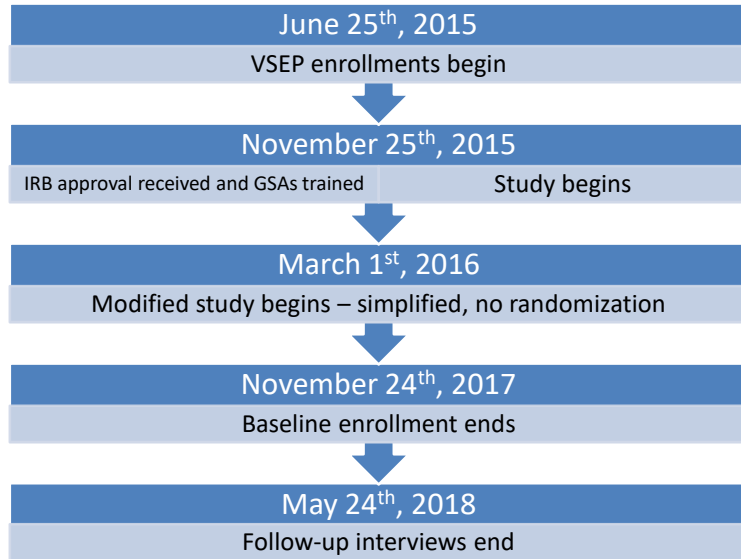 June 25th, 2015
VSEP enrollments begin
November 25th, 2015
IRB approval received and GSAs trained
Study begins
March 1st, 2016
Modified study begins – simplified, no randomization
November 24th, 2017
Baseline enrollment ends
May 24th, 2018
Follow-up interviews end